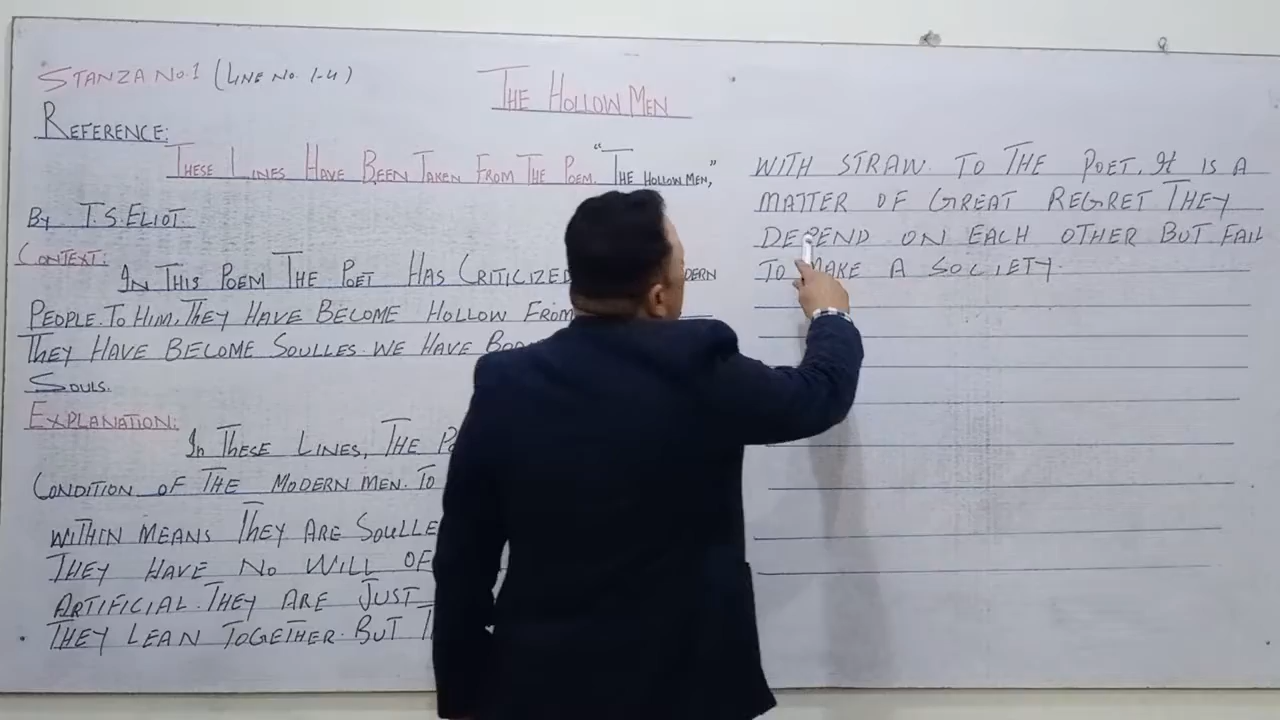 STANZA NO.1 (LINE NO. 1-4)
THE HOLLOW MEN
REFERENCE:
THESE LINES HAVE BEEN TAKEN FROM THE POEM, "THE HOLLOW MEN,"
BY T.S.ELIOT.
CONTEXT:
IN THIS POEM THE POET HAS CRITICIZED
PEOPLE. TO HIM, THEY HAVE BECOME HOLLOW FROM
THEY HAVE BECOME SOULLES. WE HAVE
SOULS.
EXPLANATION:
In THESE LINES, THE
CONDITION OF THE MODERN MEN. TO
WITHIN MEANS THEY ARE
THEY HAVE NO WILL OF
ARTIFICIAL. THEY ARE JUST
THEY LEAN TOGETHER. BUT
WITH STRAW. TO THE POET, It IS A
MATTER OF GREAT REGRET THEY
DEPEND ON EACH OTHER BUT FAIL
TO MAKE A SOCIETY.